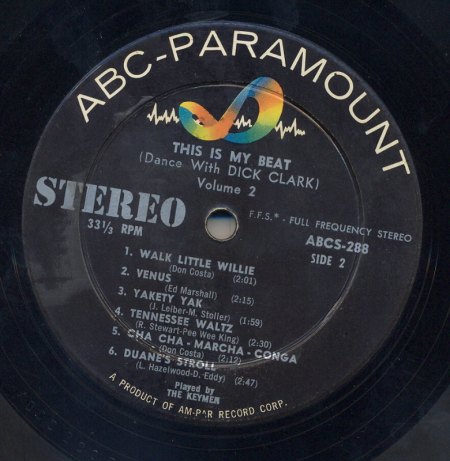 ABC-PARAMOUNT
THIS IS MY BEAT
(Dance With DICK CLARK)
Volume 2
STEREO
33⅓ RPM
F.F.S.* - FULL FREQUENCY STEREO
ABCS-288
SIDE 2
1. WALK LITTLE WILLIE
(Don Costa) (2:01)
2. VENUS
(Ed Marshall) (2:15)
3. YAKETY YAK
(J. Leiber-M. Stoller) (1:59)
4. TENNESSEE WALTZ
(R. Stewart-Pee Wee King) (2:30)
5. CHA CHA - MARCHA - CONGA
(Don Costa) (2:12)
6. DUANE'S STROLL
(L. Hazelwood-D. Eddy) (2:47)
Played by
THE KEYMEN
A PRODUCT OF AM-PAR RECORD CORP.